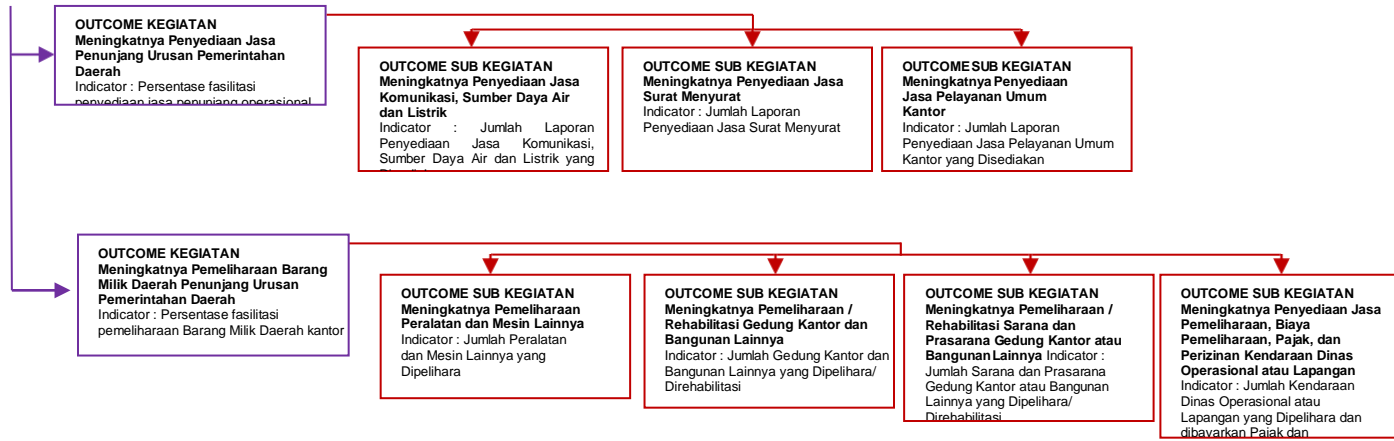 OUTCOME KEGIATAN
Meningkatnya Penyediaan Jasa
Penunjang Urusan Pemerintahan
Daerah
Indicator : Persentase fasilitasi
penyediaan jasa penunjang operasional
OUTCOME SUB KEGIATAN
Meningkatnya Penyediaan Jasa
Komunikasi, Sumber Daya Air
dan Listrik
Indicator : Jumlah Laporan
Penyediaan Jasa Komunikasi,
Sumber Daya Air dan Listrik yang
OUTCOME SUB KEGIATAN
Meningkatnya Penyediaan Jasa
Surat Menyurat
Indicator : Jumlah Laporan
Penyediaan Jasa Surat Menyurat
OUTCOME SUB KEGIATAN
Meningkatnya Penyediaan
Jasa Pelayanan Umum
Kantor
Indicator : Jumlah Laporan
Penyediaan Jasa Pelayanan Umum
Kantor yang Disediakan
OUTCOME KEGIATAN
Meningkatnya Pemeliharaan Barang
Milik Daerah Penunjang Urusan
Pemerintahan Daerah
Indicator : Persentase fasilitasi
pemeliharaan Barang Milik Daerah kantor
OUTCOME SUB KEGIATAN
Meningkatnya Pemeliharaan
Peralatan dan Mesin Lainnya
Indicator : Jumlah Peralatan
dan Mesin Lainnya yang
Dipelihara
OUTCOME SUB KEGIATAN
Meningkatnya Pemeliharaan /
Rehabilitasi Gedung Kantor dan
Bangunan Lainnya
Indicator : Jumlah Gedung Kantor dan
Bangunan Lainnya yang Dipelihara/
Direhabilitasi
OUTCOME SUB KEGIATAN
Meningkatnya Pemeliharaan /
Rehabilitasi Sarana dan
Prasarana Gedung Kantor atau
Bangunan Lainnya Indicator :
Jumlah Sarana dan Prasarana
Gedung Kantor atau Bangunan
Lainnya yang Dipelihara/
Direhabilitasi
OUTCOME SUB KEGIATAN
Meningkatnya Penyediaan Jasa
Pemeliharaan, Biaya
Pemeliharaan, Pajak, dan
Perizinan Kendaraan Dinas
Operasional atau Lapangan
Indicator : Jumlah Kendaraan
Dinas Operasional atau
Lapangan yang Dipelihara dan
dibayarkan Pajak dan